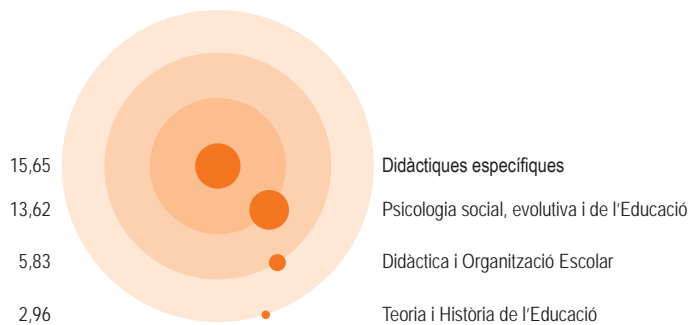 15,65 Didàctiques específiques
13,62 Psicologia social, evolutiva i de l’Educació
5,83 Didàctica i Organització Escolar
2,96 Teoria i Història de l’Educació